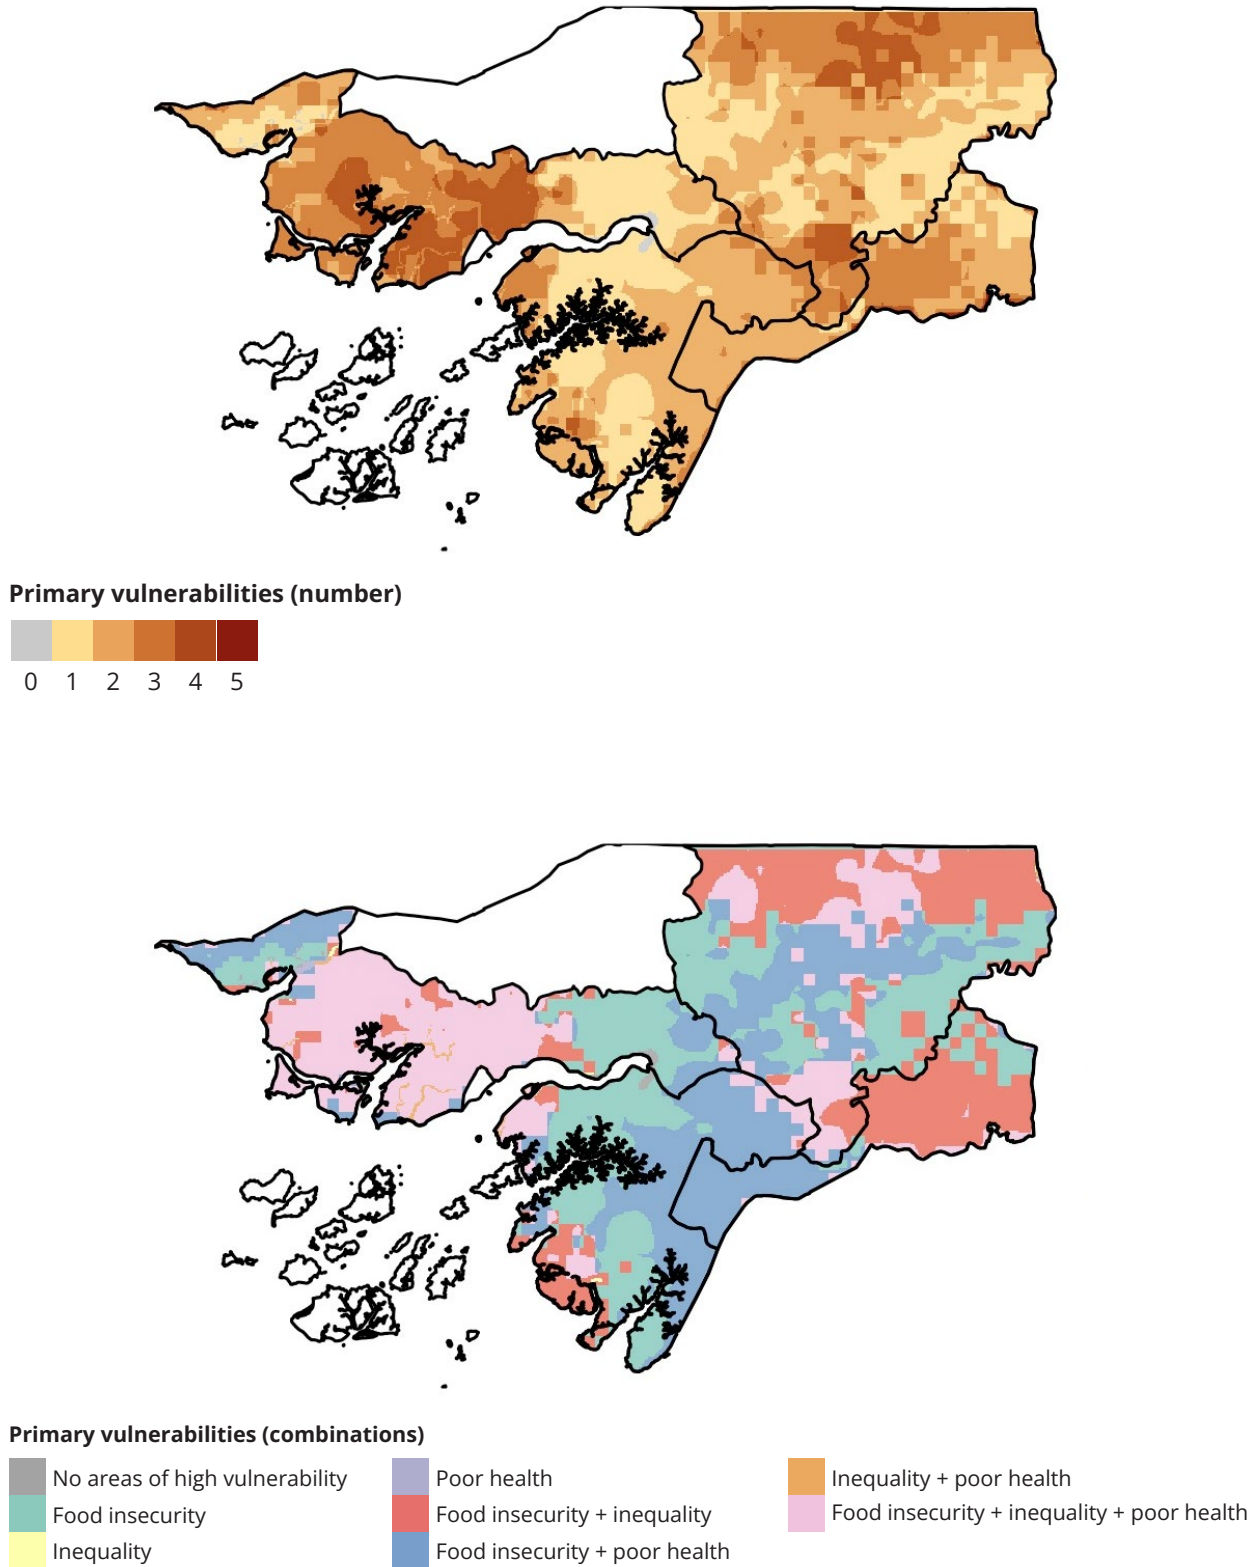 Primary vulnerabilities (number)
0 1 2 3 4 5
Primary vulnerabilities (combinations)
No areas of high vulnerability
Food insecurity
Inequality
Poor health
Food insecurity + inequality
Food insecurity + poor health
Inequality + poor health
Food insecurity + inequality + poor health